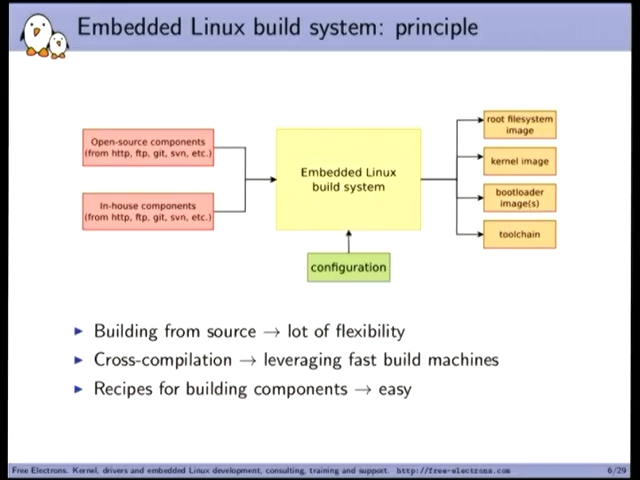 Embedded Linux build system: principle
Open-source components
(from http, ftp, git, svn, etc.)
In-house components
(from http, ftp, git, svn, etc.)
Embedded Linux
build system
configuration
root filesystem
image
kernel image
bootloader
image(s)
toolchain
▶ Building from source → lot of flexibility
▶ Cross-compilation → leveraging fast build machines
▶ Recipes for building components → easy
Free Electrons. Kernel, drivers and embedded Linux development, consulting, training and support. http://free-electrons.com 6/29